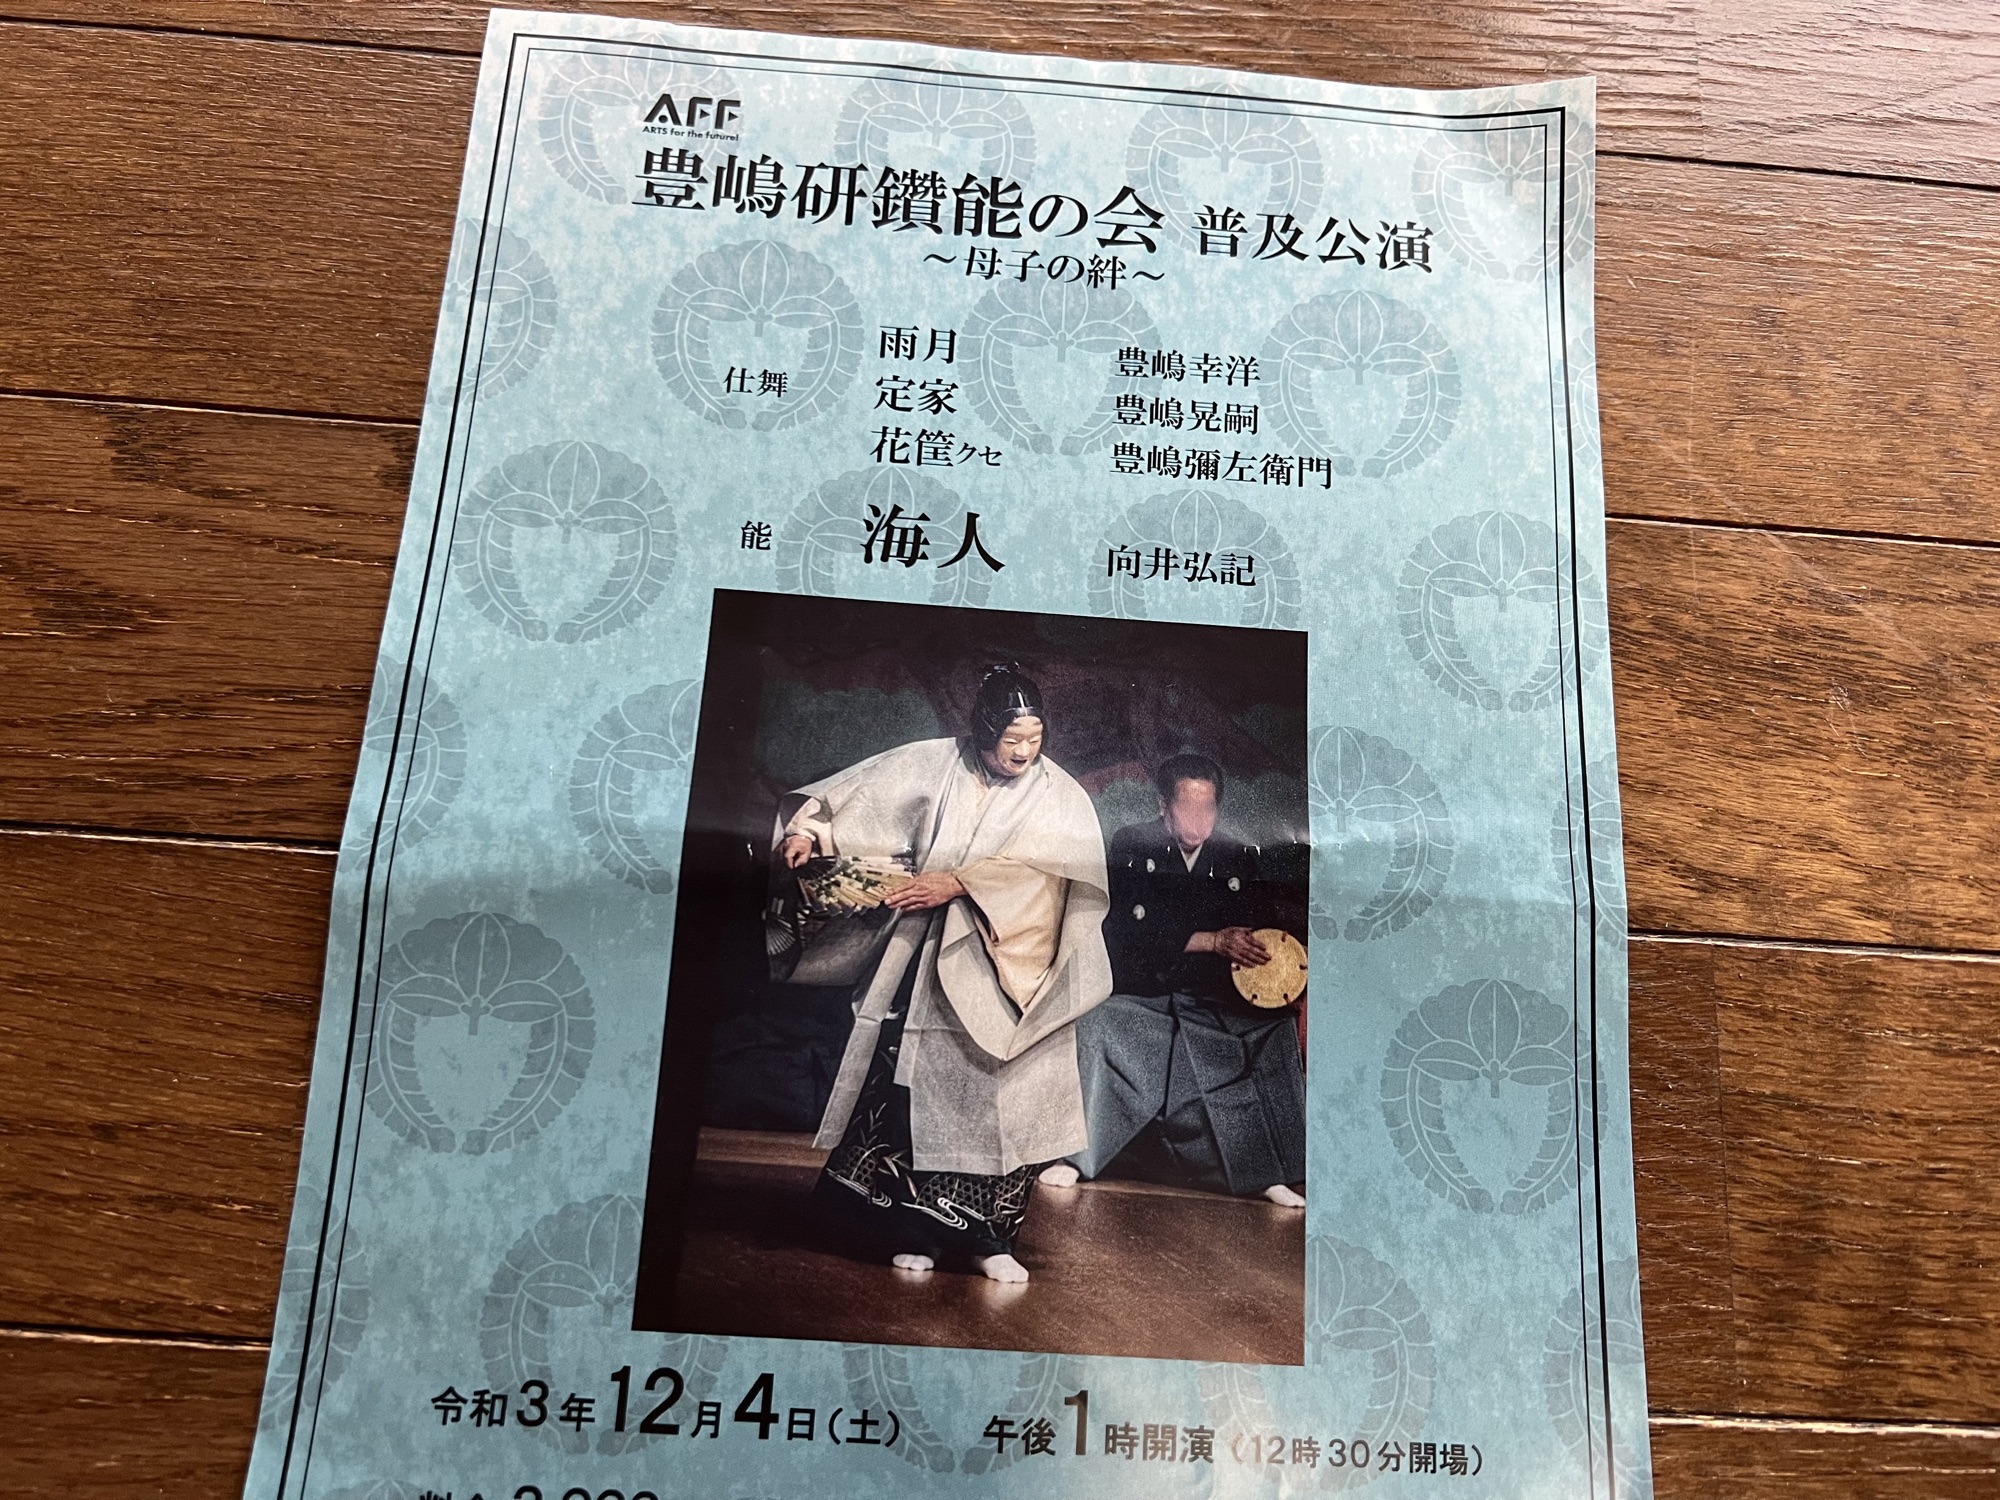 AFF
ARTS for the future!
豊嶋研鑽能の会 普及公演
～母子の絆～
仕舞
雨月 豊嶋幸洋
定家 豊嶋晃嗣
花筐クセ 豊嶋彌左衛門
能 海人 向井弘記
令和3年12月4日(土) 午後1時開演(12時30分開場)